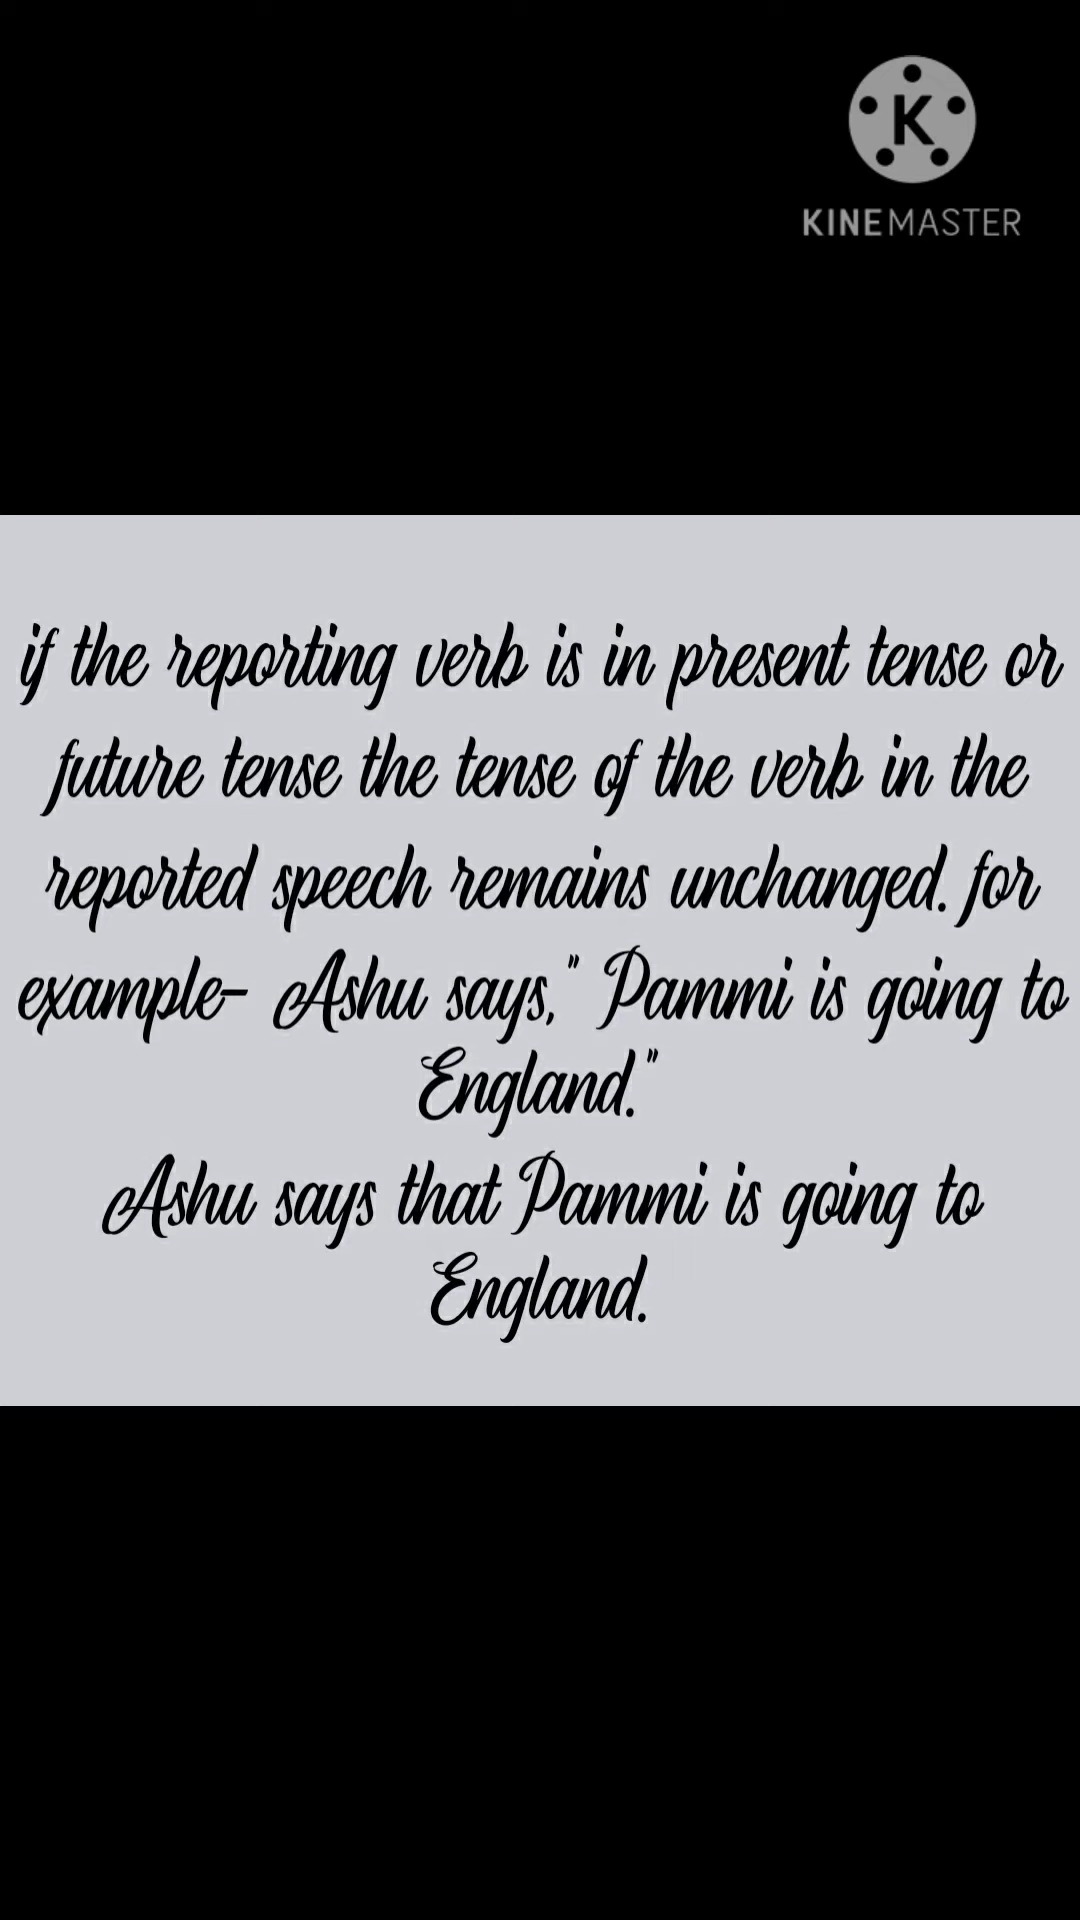 K
KINEMASTER
if the reporting verb is in present tense or
future tense the tense of the verb in the
reported speech remains unchanged. for
example- Ashu says," Pammi is going to
England."
Ashu says that Pammi is going to
England.